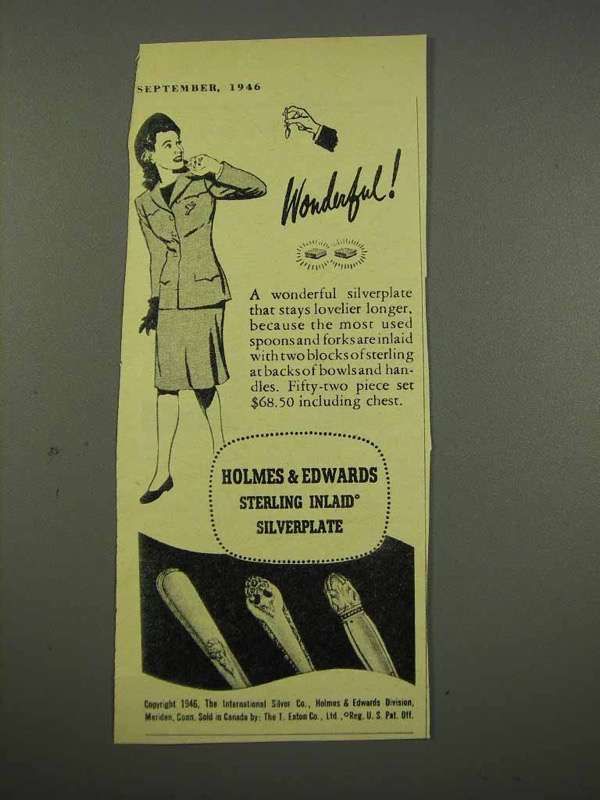 SEPTEMBER, 1946
Wonderful!
A wonderful silverplate
that stays lovelier longer,
because the most used
spoons and forks are inlaid
with two blocks of sterling
at backs of bowls and han-
dles. Fifty-two piece set
$68.50 including chest.
HOLMES & EDWARDS
STERLING INLAID°
SILVERPLATE
Copyright 1946, The International Silver Co., Holmes & Edwards Division,
Meriden, Conn. Sold in Canada by: The T. Eaton Co., Ltd., °Reg. U. S. Pat. Off.